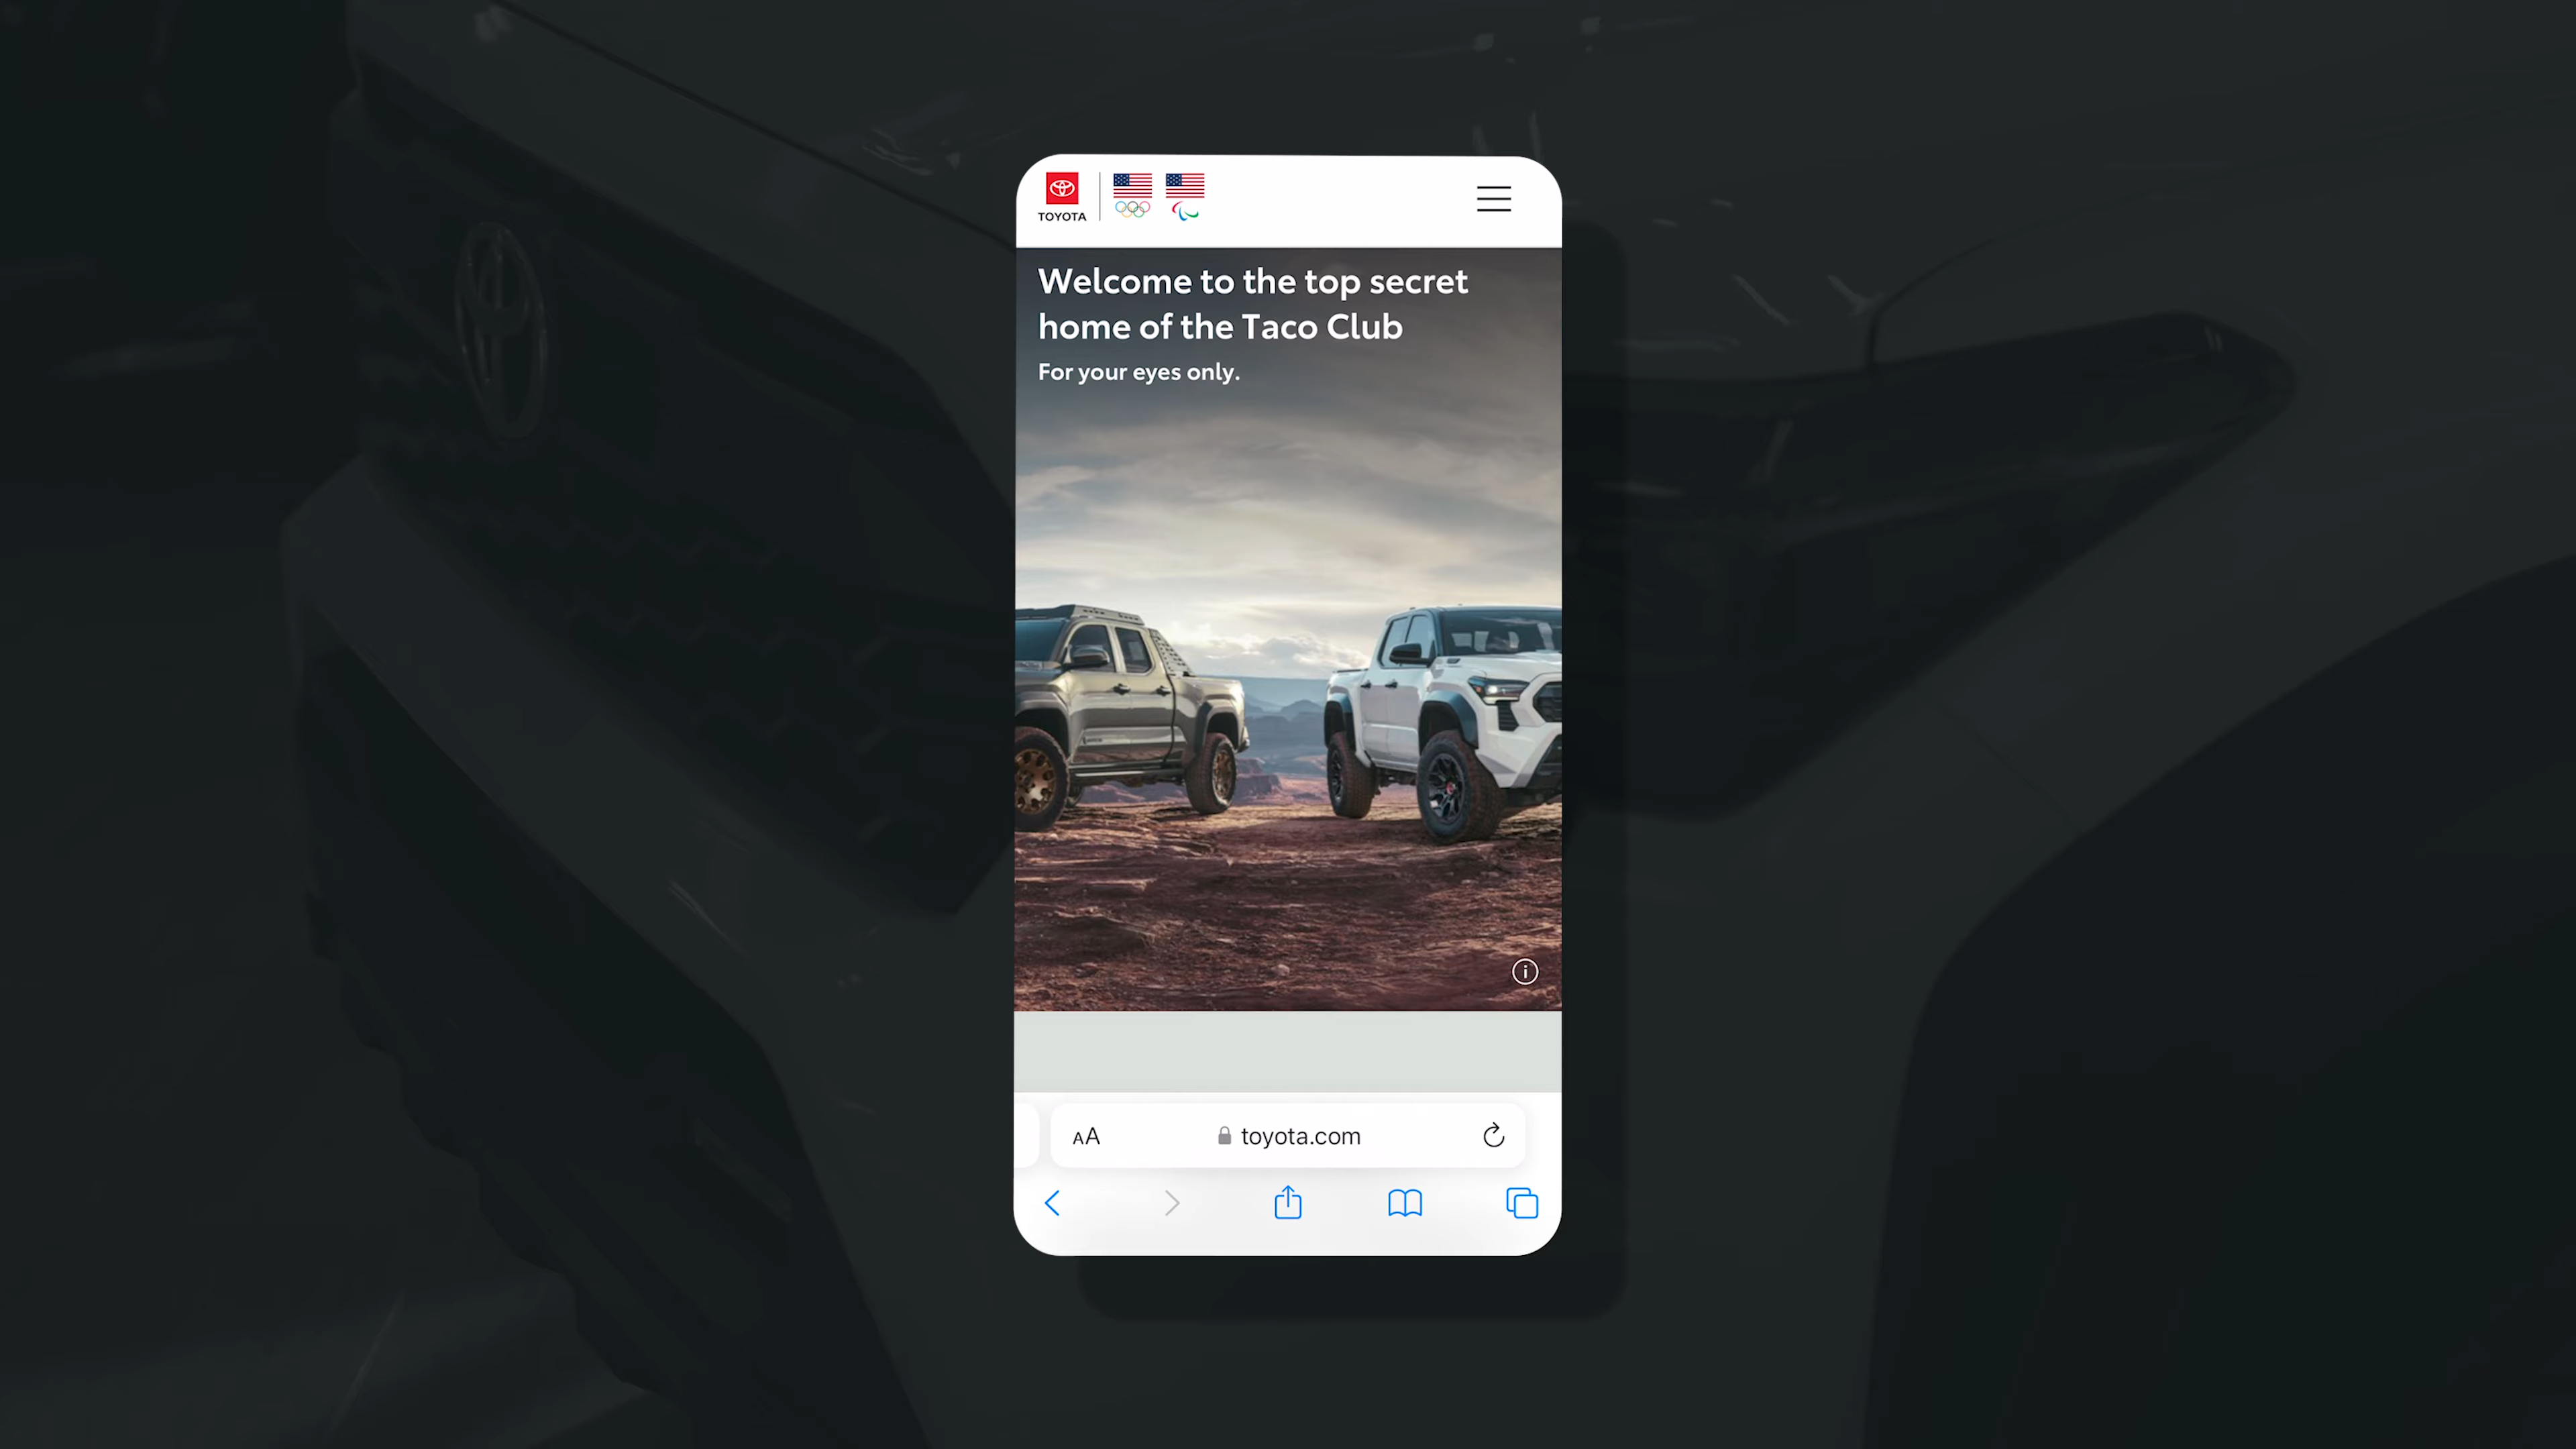 TOYOTA
Welcome to the top secret
home of the Taco Club
For your eyes only.
AA
toyota.com